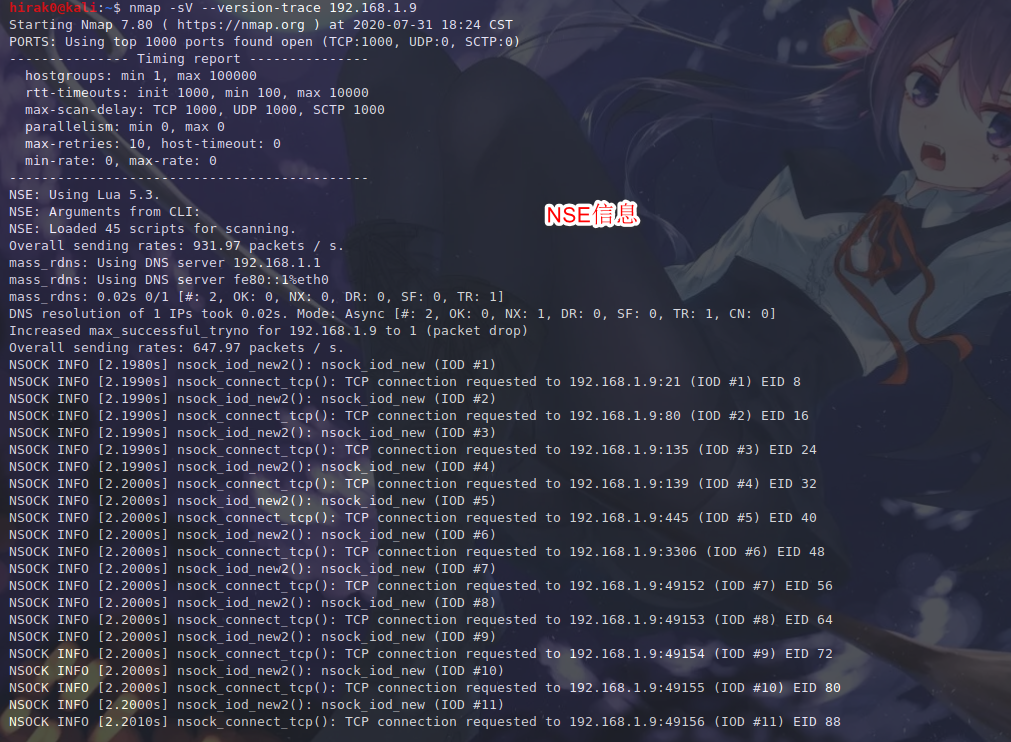 hirak0@kali:~$ nmap -sV --version-trace 192.168.1.9
Starting Nmap 7.80 ( https://nmap.org ) at 2020-07-31 18:24 CST
PORTS: Using top 1000 ports found open (TCP:1000, UDP:0, SCTP:0)
--------------- Timing report ---------------
  hostgroups: min 1, max 100000
  rtt-timeouts: init 1000, min 100, max 10000
  max-scan-delay: TCP 1000, UDP 1000, SCTP 1000
  parallelism: min 0, max 0
  max-retries: 10, host-timeout: 0
  min-rate: 0, max-rate: 0
---------------------------------------------
NSE: Using Lua 5.3.
NSE: Arguments from CLI:
NSE信息
NSE: Loaded 45 scripts for scanning.
Overall sending rates: 931.97 packets / s.
mass_rdns: Using DNS server 192.168.1.1
mass_rdns: Using DNS server fe80::1%eth0
mass_rdns: 0.02s 0/1 [#: 2, OK: 0, NX: 0, DR: 0, SF: 0, TR: 1]
DNS resolution of 1 IPs took 0.02s. Mode: Async [#: 2, OK: 0, NX: 1, DR: 0, SF: 0, TR: 1, CN: 0]
Increased max_successful_tryno for 192.168.1.9 to 1 (packet drop)
Overall sending rates: 647.97 packets / s.
NSOCK INFO [2.1980s] nsock_iod_new2(): nsock_iod_new (IOD #1)
NSOCK INFO [2.1990s] nsock_connect_tcp(): TCP connection requested to 192.168.1.9:21 (IOD #1) EID 8
NSOCK INFO [2.1990s] nsock_iod_new2(): nsock_iod_new (IOD #2)
NSOCK INFO [2.1990s] nsock_connect_tcp(): TCP connection requested to 192.168.1.9:80 (IOD #2) EID 16
NSOCK INFO [2.1990s] nsock_iod_new2(): nsock_iod_new (IOD #3)
NSOCK INFO [2.1990s] nsock_connect_tcp(): TCP connection requested to 192.168.1.9:135 (IOD #3) EID 24
NSOCK INFO [2.1990s] nsock_iod_new2(): nsock_iod_new (IOD #4)
NSOCK INFO [2.2000s] nsock_connect_tcp(): TCP connection requested to 192.168.1.9:139 (IOD #4) EID 32
NSOCK INFO [2.2000s] nsock_iod_new2(): nsock_iod_new (IOD #5)
NSOCK INFO [2.2000s] nsock_connect_tcp(): TCP connection requested to 192.168.1.9:445 (IOD #5) EID 40
NSOCK INFO [2.2000s] nsock_iod_new2(): nsock_iod_new (IOD #6)
NSOCK INFO [2.2000s] nsock_connect_tcp(): TCP connection requested to 192.168.1.9:3306 (IOD #6) EID 48
NSOCK INFO [2.2000s] nsock_iod_new2(): nsock_iod_new (IOD #7)
NSOCK INFO [2.2000s] nsock_connect_tcp(): TCP connection requested to 192.168.1.9:49152 (IOD #7) EID 56
NSOCK INFO [2.2000s] nsock_iod_new2(): nsock_iod_new (IOD #8)
NSOCK INFO [2.2000s] nsock_connect_tcp(): TCP connection requested to 192.168.1.9:49153 (IOD #8) EID 64
NSOCK INFO [2.2000s] nsock_iod_new2(): nsock_iod_new (IOD #9)
NSOCK INFO [2.2000s] nsock_connect_tcp(): TCP connection requested to 192.168.1.9:49154 (IOD #9) EID 72
NSOCK INFO [2.2000s] nsock_iod_new2(): nsock_iod_new (IOD #10)
NSOCK INFO [2.2000s] nsock_connect_tcp(): TCP connection requested to 192.168.1.9:49155 (IOD #10) EID 80
NSOCK INFO [2.2000s] nsock_iod_new2(): nsock_iod_new (IOD #11)
NSOCK INFO [2.2010s] nsock_connect_tcp(): TCP connection requested to 192.168.1.9:49156 (IOD #11) EID 88